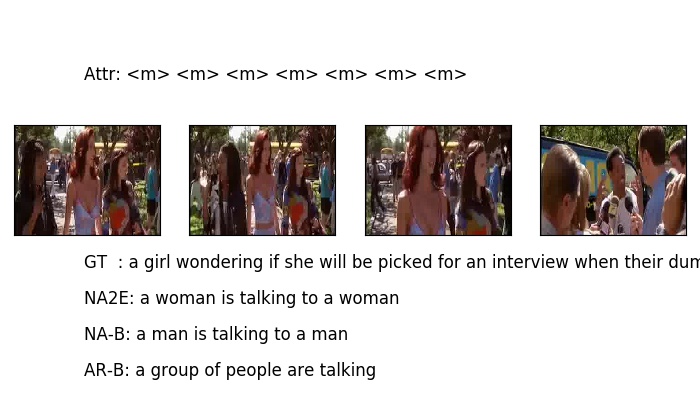 Attr: <m> <m> <m> <m> <m> <m> <m>
GT : a girl wondering if she will be picked for an interview when their
NA2E: a woman is talking to a woman
NA-B: a man is talking to a man
AR-B: a group of people are talking